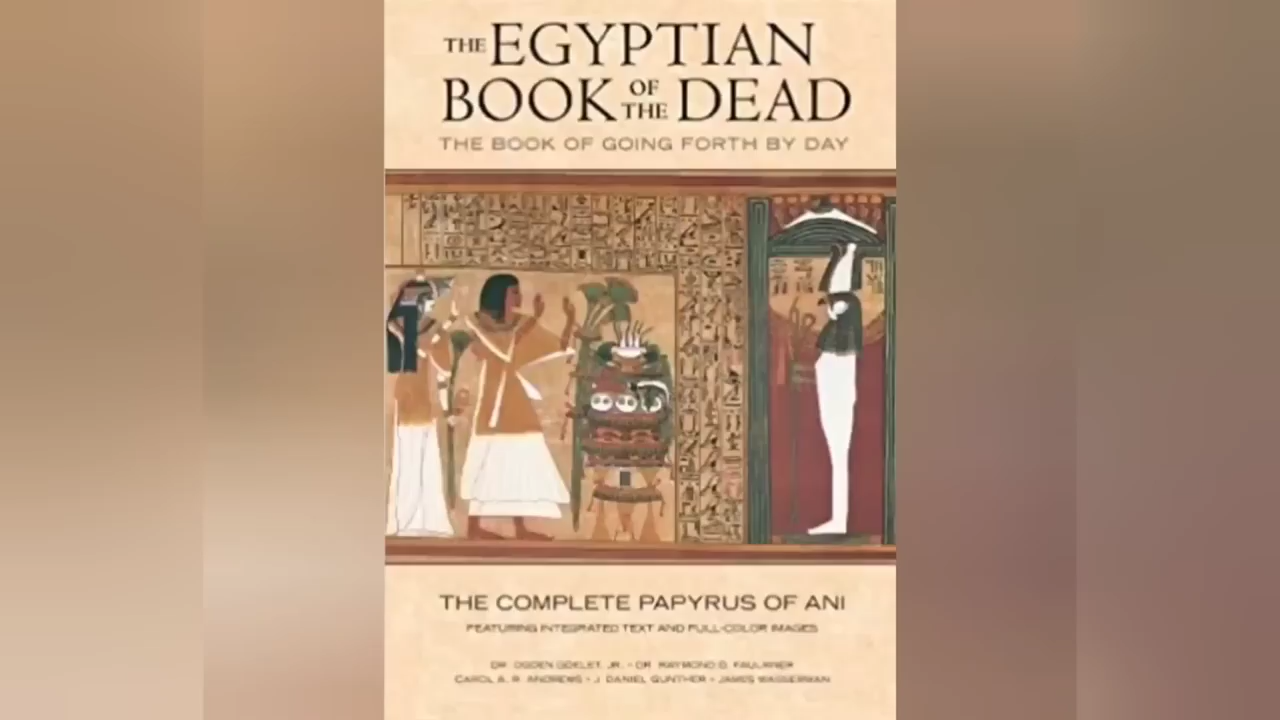 THE EGYPTIAN
BOOK OF THE DEAD
THE BOOK OF GOING FORTH BY DAY
THE COMPLETE PAPYRUS OF ANI
FEATURING INTEGRATED TEXT AND FULL-COLOR IMAGES
DR. OGDEN GOELET, JR. • DR. RAYMOND O. FAULKNER
CAROL A. R. ANDREWS • J. DANIEL GUNTHER • JAMES WASSERMAN